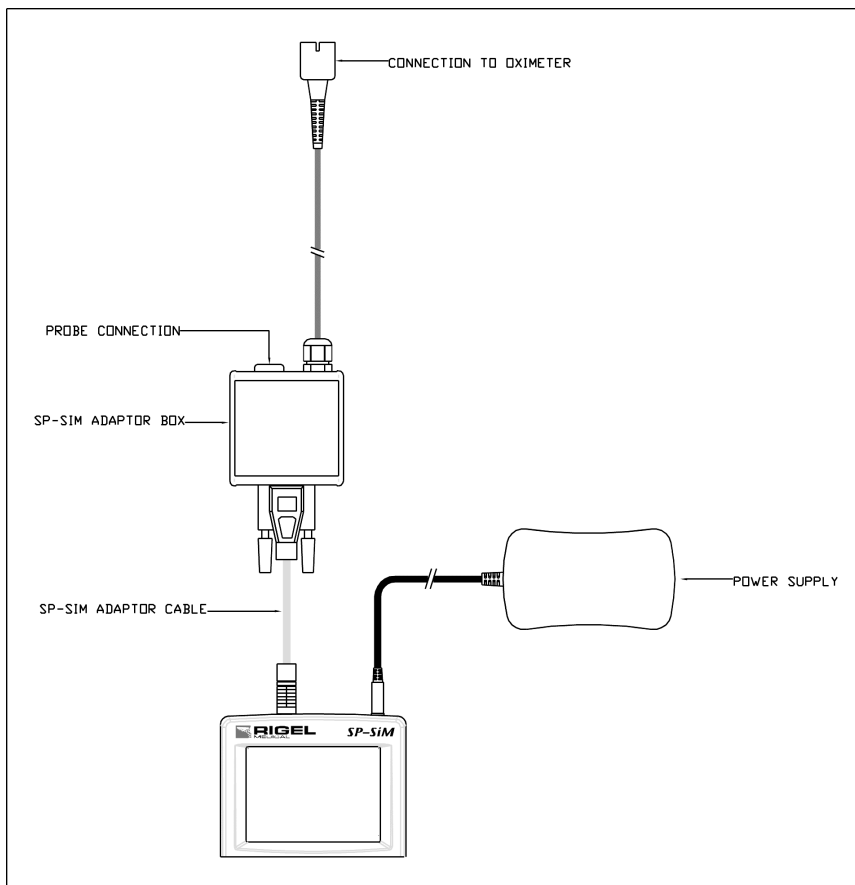 CONNECTION TO OXIMETER
PROBE CONNECTION
SP-SIM ADAPTOR BOX
POWER SUPPLY
SP-SIM ADAPTOR CABLE
RIGEL
MEDICAL
SP-SiM